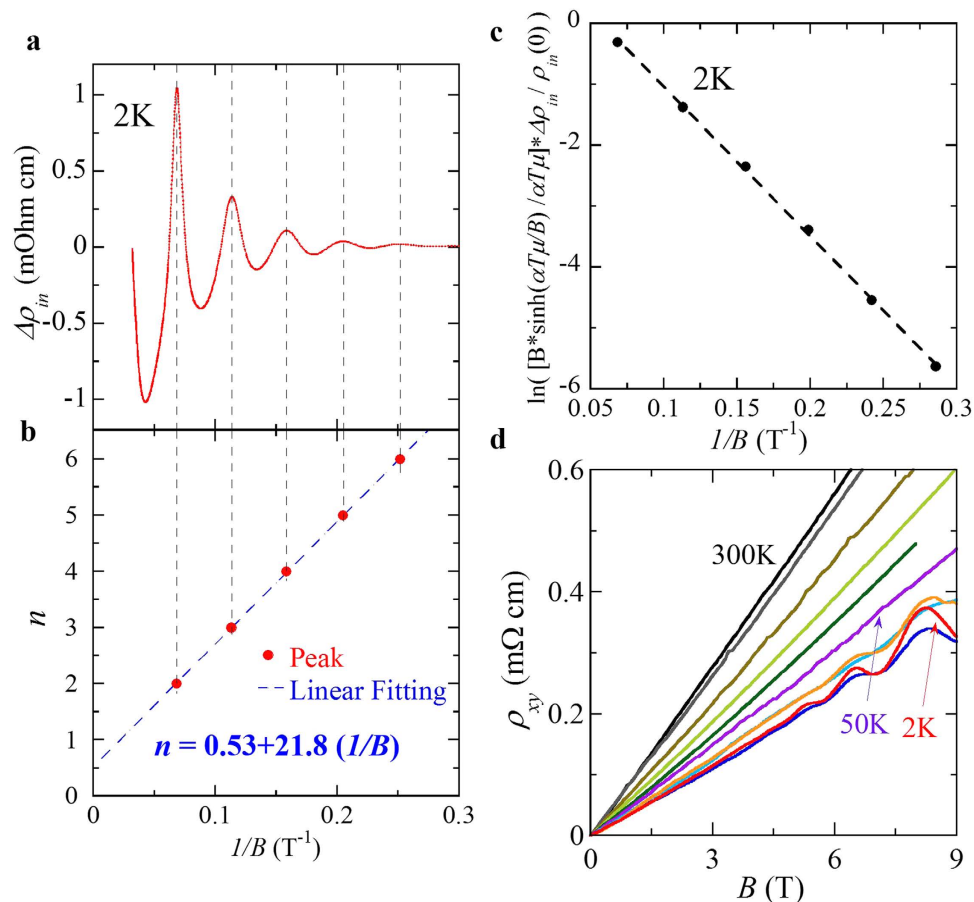 a
2K
1
0.5
0
-0.5
-1
Δρin (mOhm cm)
b
6
5
4
3
2
1
0
n
Peak
Linear Fitting
n = 0.53+21.8 (1/B)
0
0.1
0.2
0.3
1/B (T-1)
c
2K
0
-2
-4
-6
ln( [B*sinh(αTμ/B) /αTμ]*Δρin/ ρin(0))
0.05
0.1
0.15
0.2
0.25
0.3
1/B (T-1)
d
0.6
0.4
0.2
0
ρxy (mΩ cm)
300K
50K
2K
0
3
6
9
B (T)